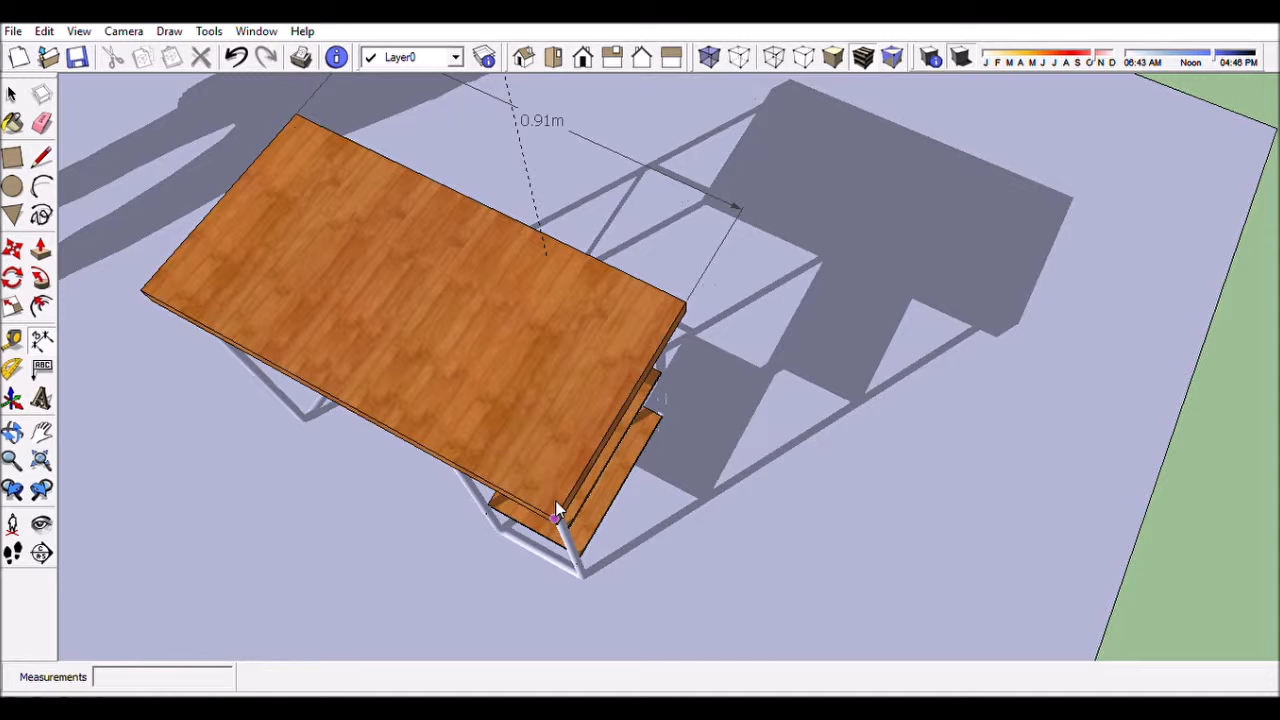 File Edit View Camera Draw Tools Window Help
Layer0
J F M A M J J A S O N D
06:43 AM Noon 04:46 PM
0.91m
ABC
Measurements